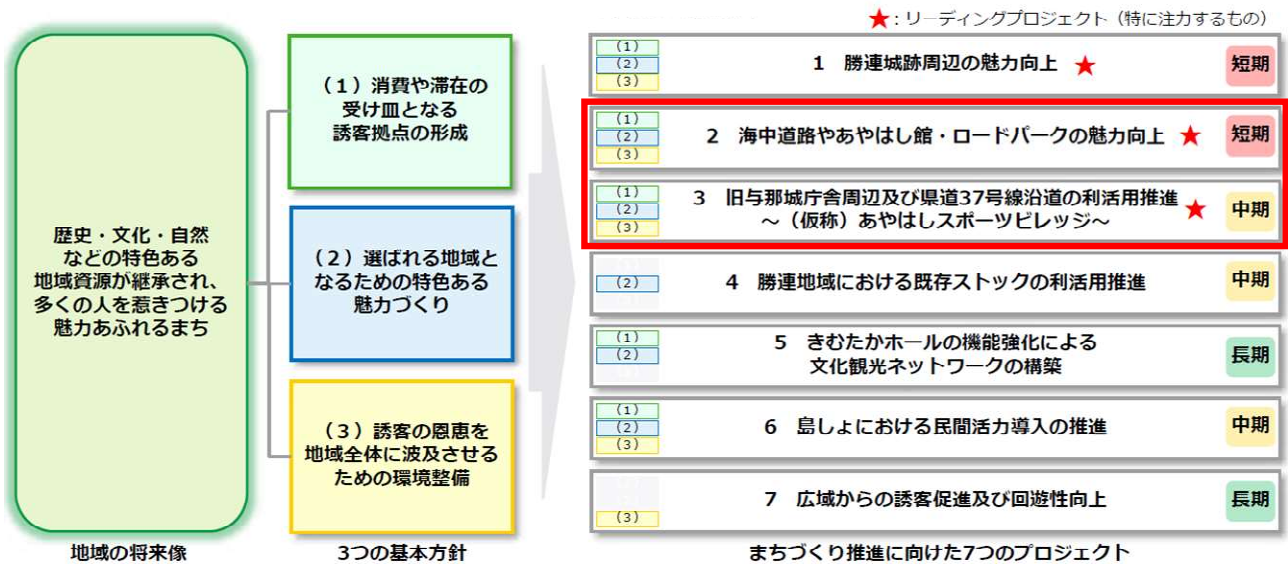 ★：リーディングプロジェクト（特に注力するもの）
歴史・文化・自然
などの特色ある
地域資源が継承され、
多くの人を惹きつける
魅力あふれるまち
地域の将来像
（１）消費や滞在の
受け皿となる
誘客拠点の形成
（２）選ばれる地域と
なるための特色ある
魅力づくり
（３）誘客の恩恵を
地域全体に波及させる
ための環境整備
3つの基本方針
(1)
(2)
(3)
1 勝連城跡周辺の魅力向上 ★
短期
(1)
(2)
(3)
2 海中道路やあやはし館・ロードパークの魅力向上 ★
短期
(1)
(2)
(3)
3 旧与那城庁舎周辺及び県道37号線沿道の利活用推進
～（仮称）あやはしスポーツビレッジ～ ★
中期
(2)
4 勝連地域における既存ストックの利活用推進
中期
(1)
(2)
5 きむたかホールの機能強化による
文化観光ネットワークの構築
長期
(1)
(2)
(3)
6 島しょにおける民間活力導入の推進
中期
(3)
7 広域からの誘客促進及び回遊性向上
長期
まちづくり推進に向けた7つのプロジェクト